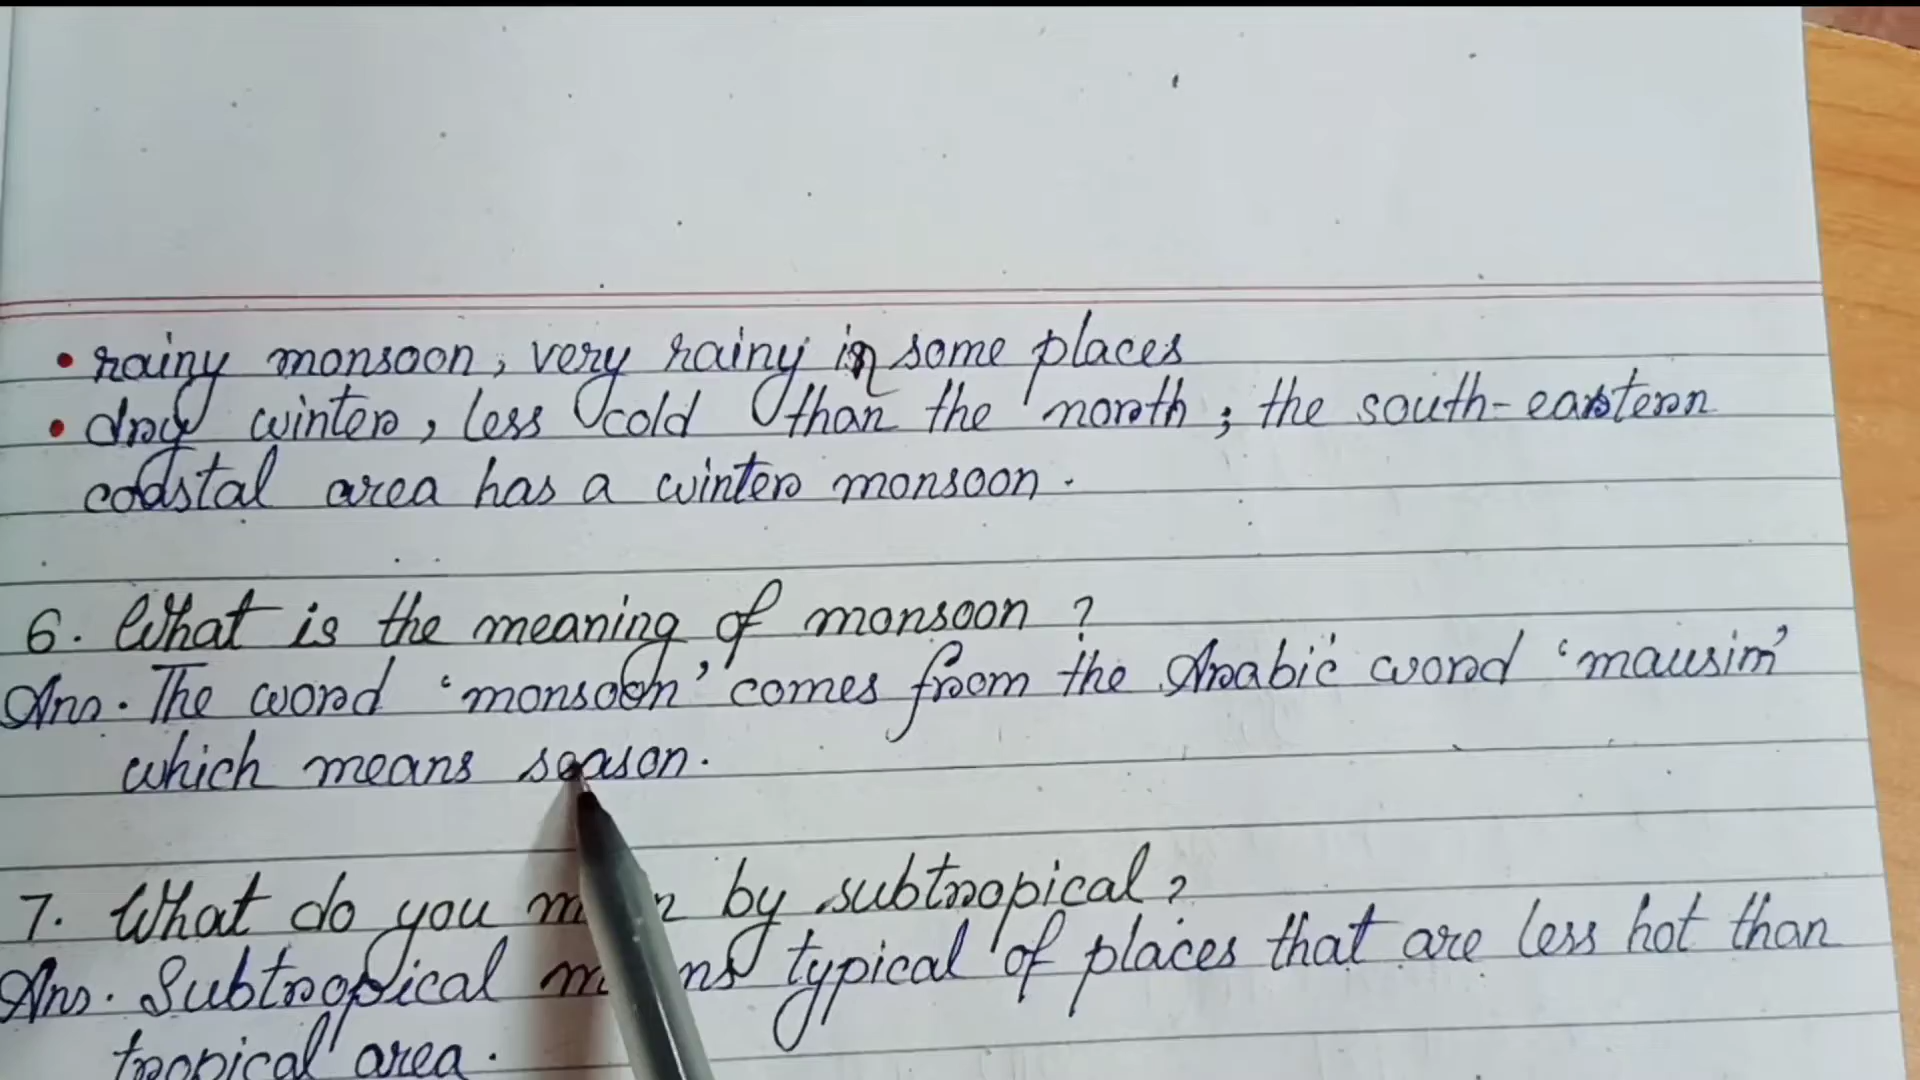 • rainy monsoon, very rainy in some places
• dry winter, less cold than the north; the south-eastern
coastal area has a winter monsoon.
6. What is the meaning of monsoon?
Ans. The word ‘monsoon’ comes from the Arabic word ‘mausim’
which means season.
7. What do you by subtropical?
Ans. Subtropical typical of places that are less hot than
tropical area.